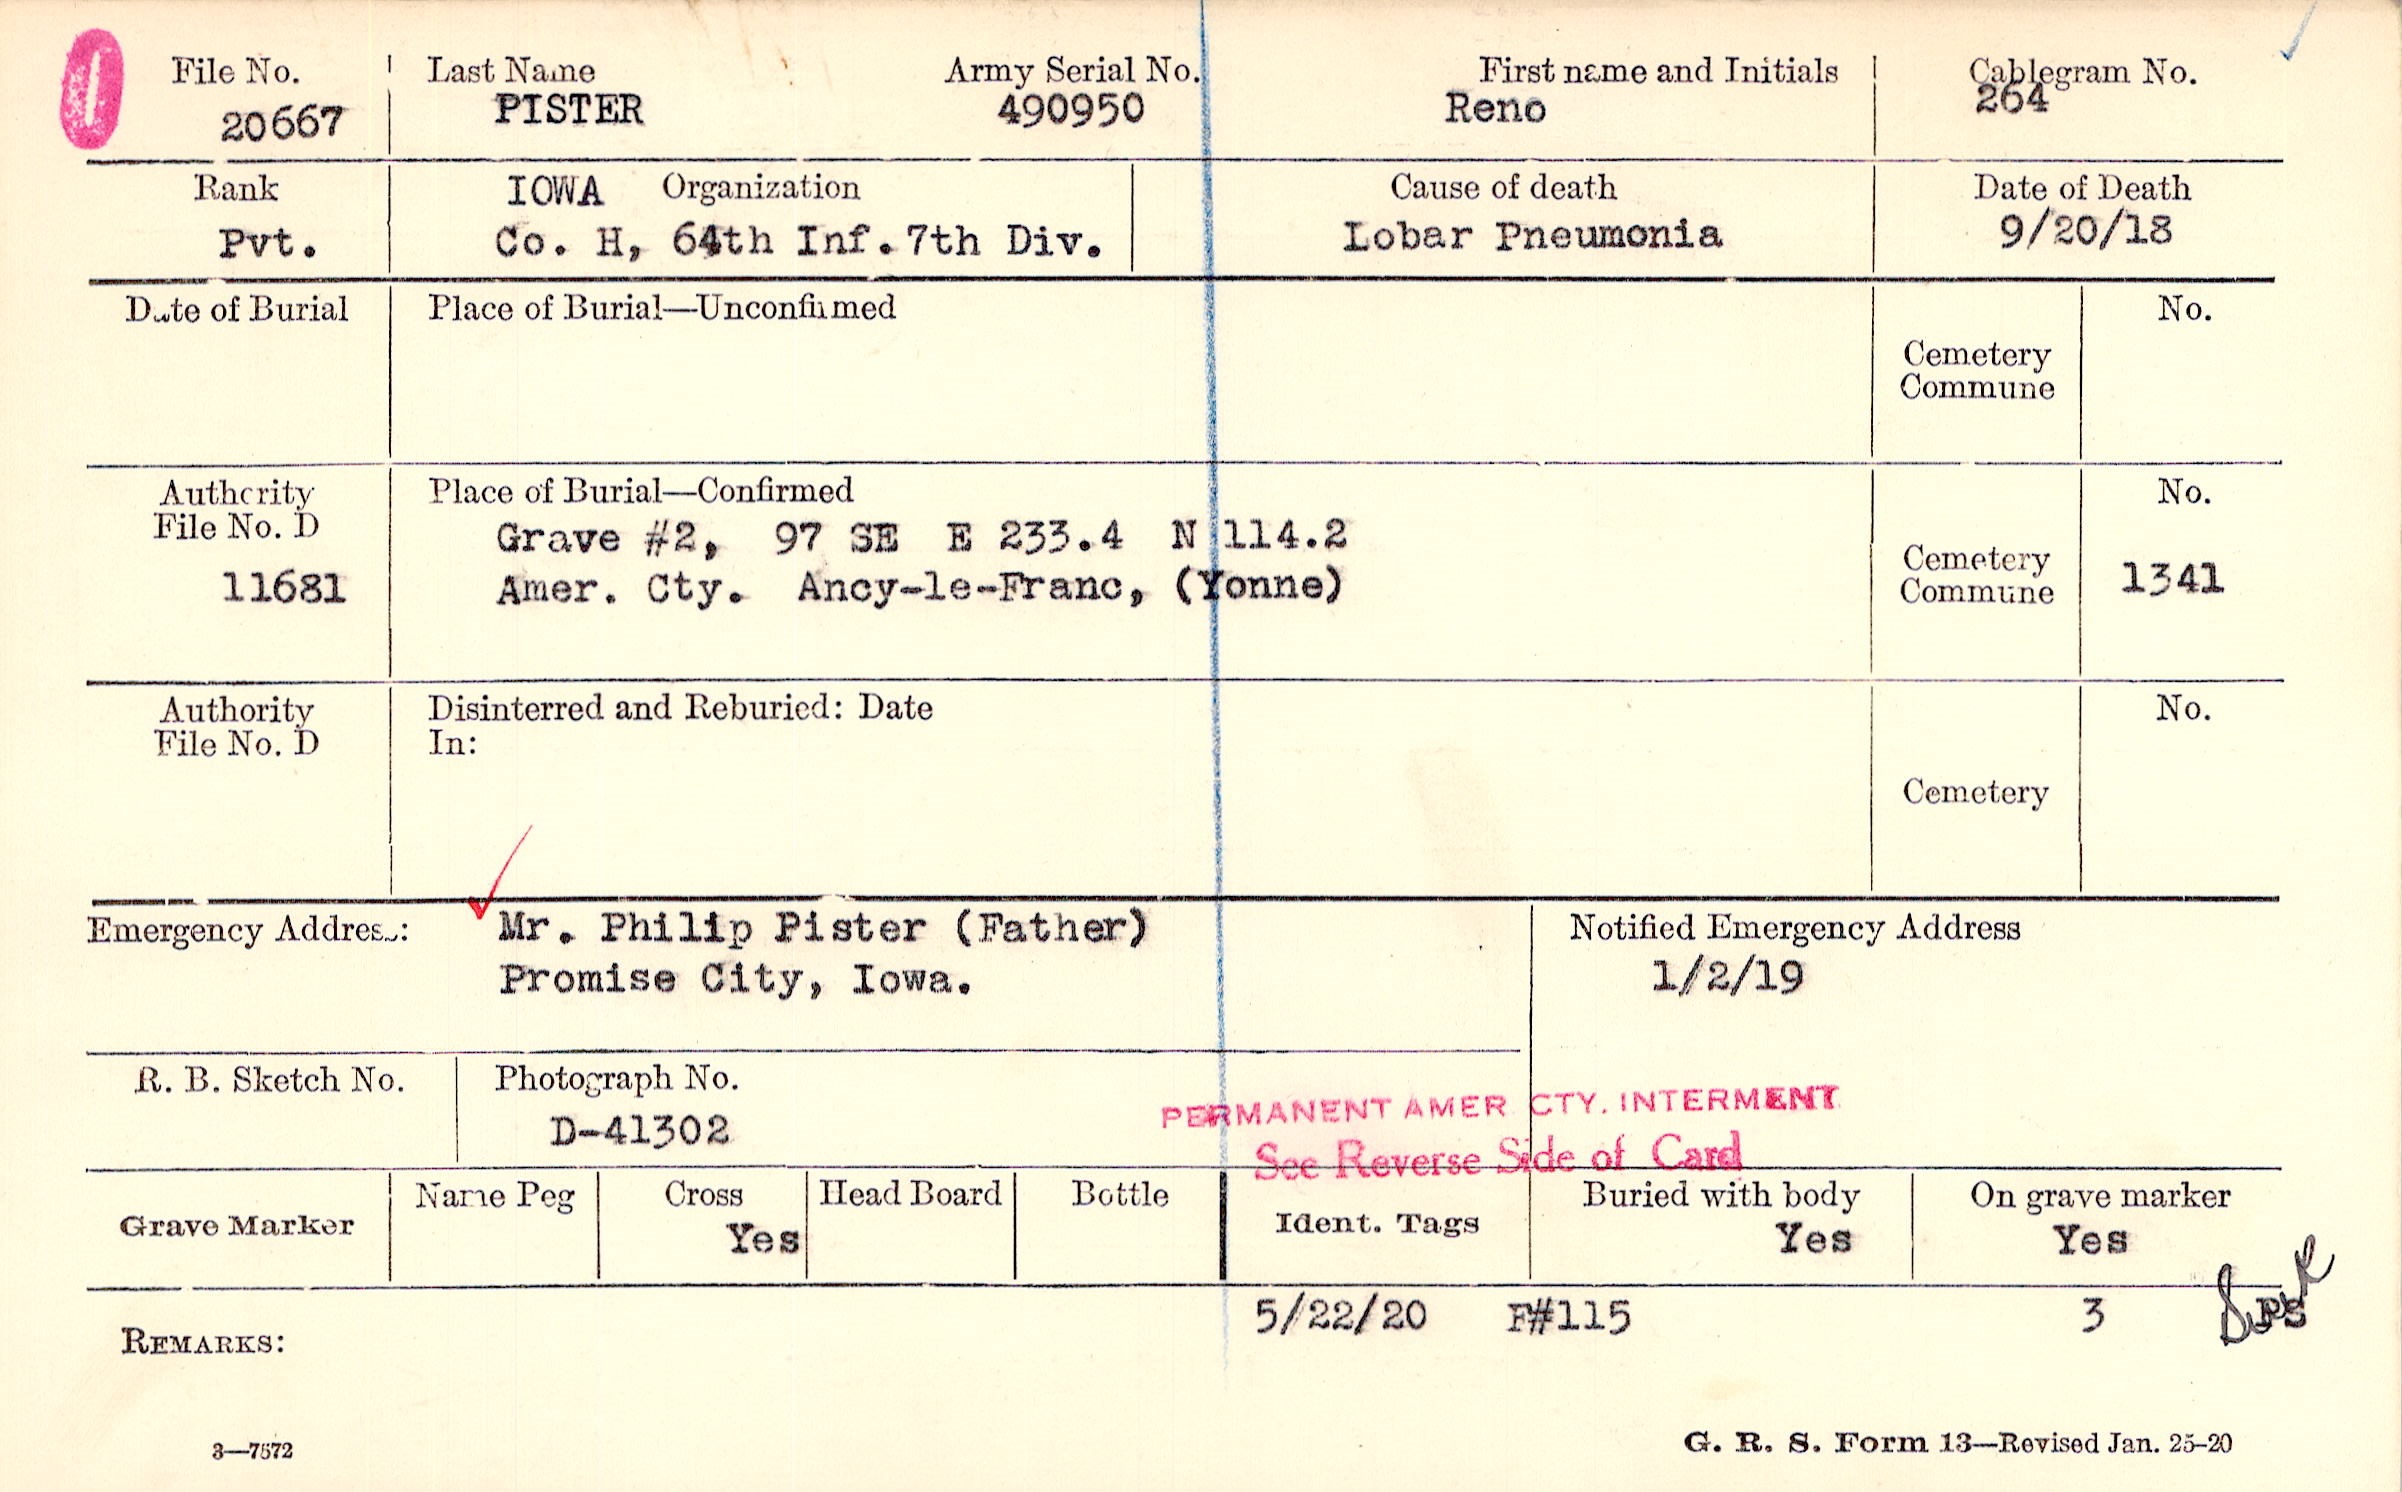 0
File No. Last Name Army Serial No. First name and Initials Cablegram No.
20667 PISTER 490950 Reno 264
Rank IOWA Organization Cause of death Date of Death
Pvt. Co. H, 64th Inf. 7th Div. Lobar Pneumonia 9/20/18
Date of Burial Place of Burial—Unconfirmed No.
Cemetery
Commune
Authority Place of Burial—Confirmed No.
File No. D Grave #2, 97 SE E 233.4 N 114.2
11681 Amer. Cty. Ancy-le-Franc, (Yonne) Cemetery
Commune 1341
Authority Disinterred and Reburied: Date No.
File No. D In:
Cemetery
Emergency Address: Mr. Philip Pister (Father) Notified Emergency Address
Promise City, Iowa. 1/2/19
R. B. Sketch No. Photograph No.
D-41302
PERMANENT AMER CTY. INTERMENT
See Reverse Side of Card
Grave Marker Name Peg Cross Head Board Bottle Ident. Tags Buried with body On grave marker
Yes Yes Yes
5/22/20 F#115 3
REMARKS:
3—7572 G. R. S. Form 13—Revised Jan. 25-20